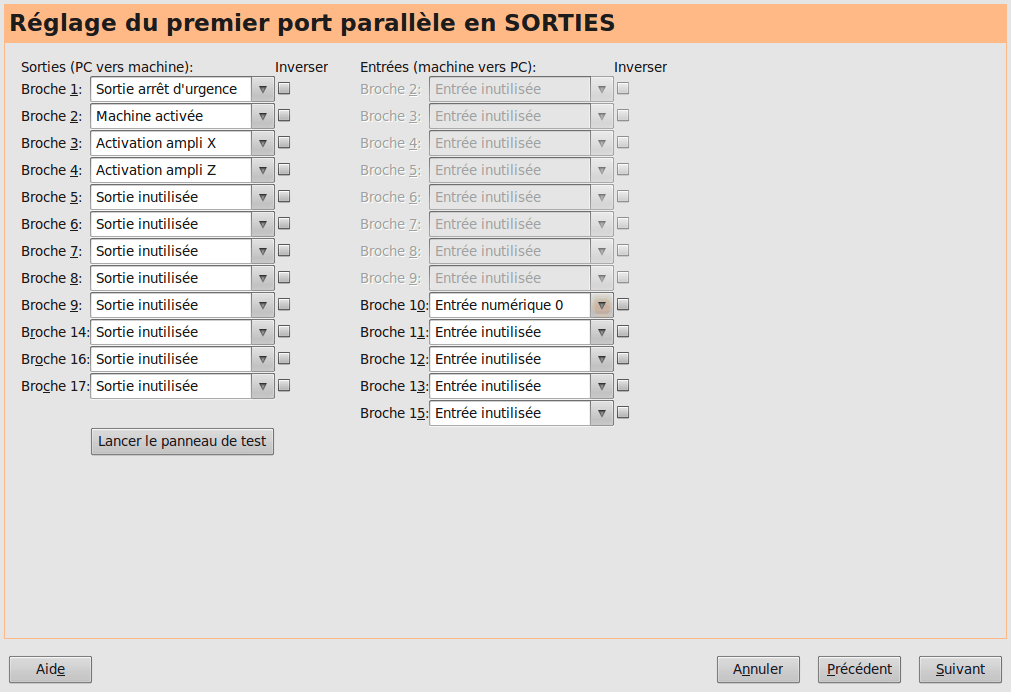 Réglage du premier port parallèle en SORTIES
Sorties (PC vers machine): Inverser Entrées (machine vers PC): Inverser
Broche 1: Sortie arrêt d'urgence Broche 2: Entrée inutilisée
Broche 2: Machine activée Broche 3: Entrée inutilisée
Broche 3: Activation ampli X Broche 4: Entrée inutilisée
Broche 4: Activation ampli Z Broche 5: Entrée inutilisée
Broche 5: Sortie inutilisée Broche 6: Entrée inutilisée
Broche 6: Sortie inutilisée Broche 7: Entrée inutilisée
Broche 7: Sortie inutilisée Broche 8: Entrée inutilisée
Broche 8: Sortie inutilisée Broche 9: Entrée inutilisée
Broche 9: Sortie inutilisée Broche 10: Entrée numérique 0
Broche 14: Sortie inutilisée Broche 11: Entrée inutilisée
Broche 16: Sortie inutilisée Broche 12: Entrée inutilisée
Broche 17: Sortie inutilisée Broche 13: Entrée inutilisée
Broche 15: Entrée inutilisée
Lancer le panneau de test
Aide Annuler Précédent Suivant